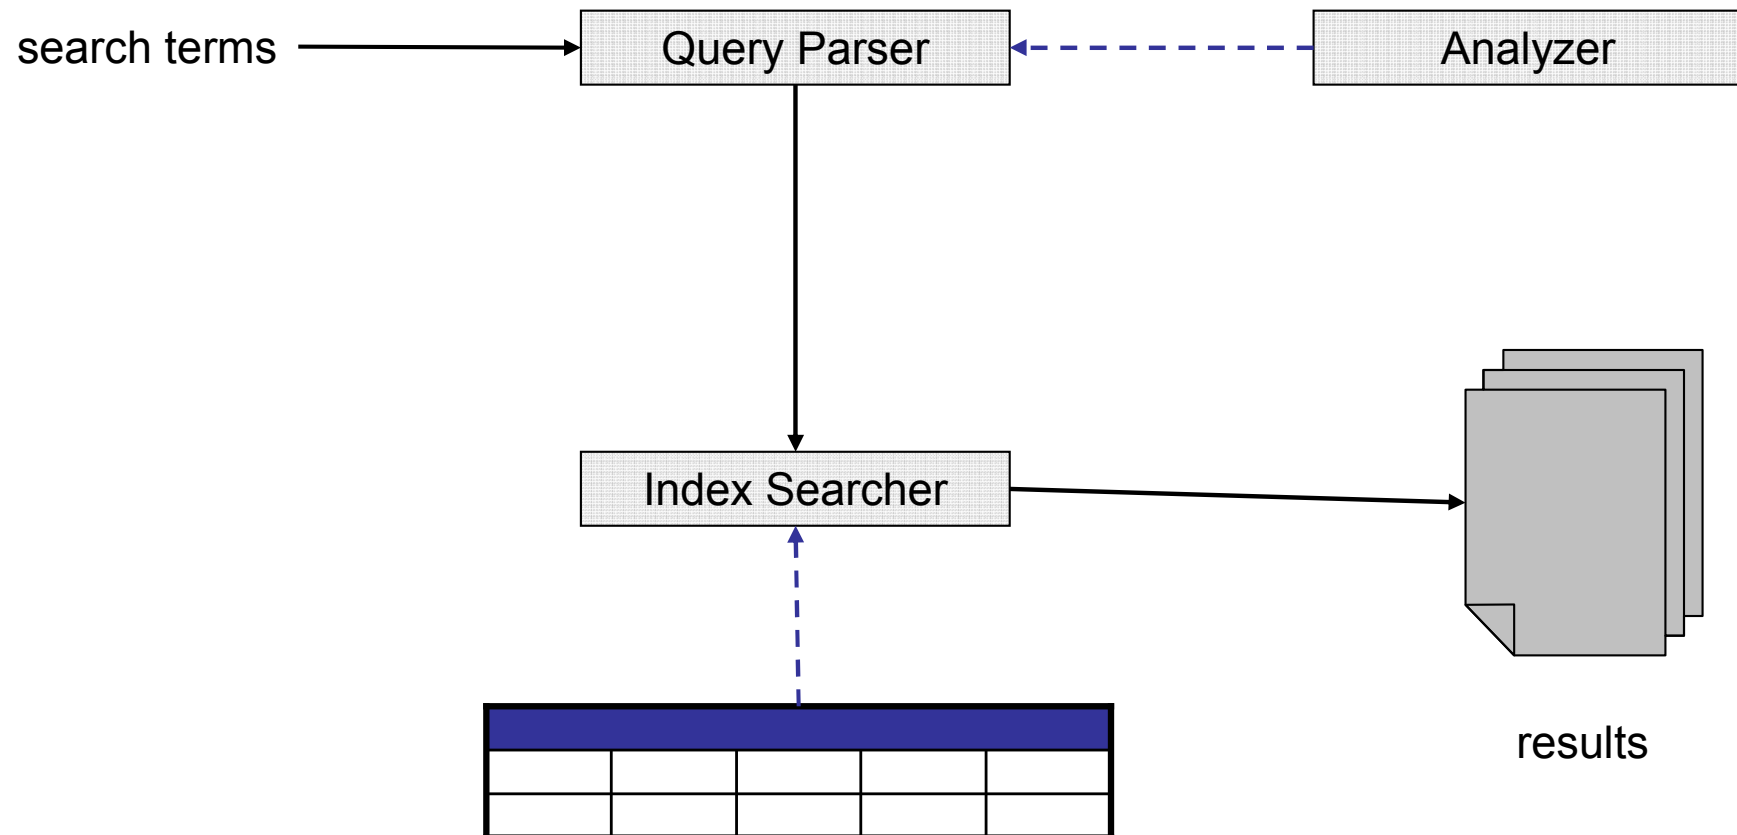 search terms
Query Parser
Analyzer
Index Searcher
results